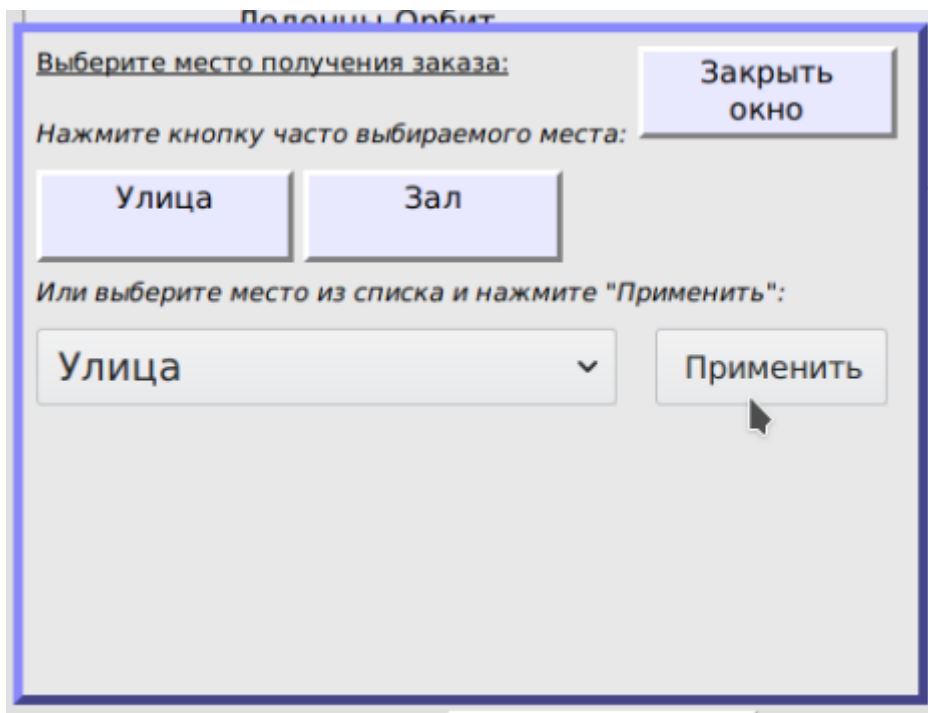 Орбит
Выберите место получения заказа:
Закрыть
окно
Нажмите кнопку часто выбираемого места:
Улица
Зал
Или выберите место из списка и нажмите "Применить":
Улица
Применить